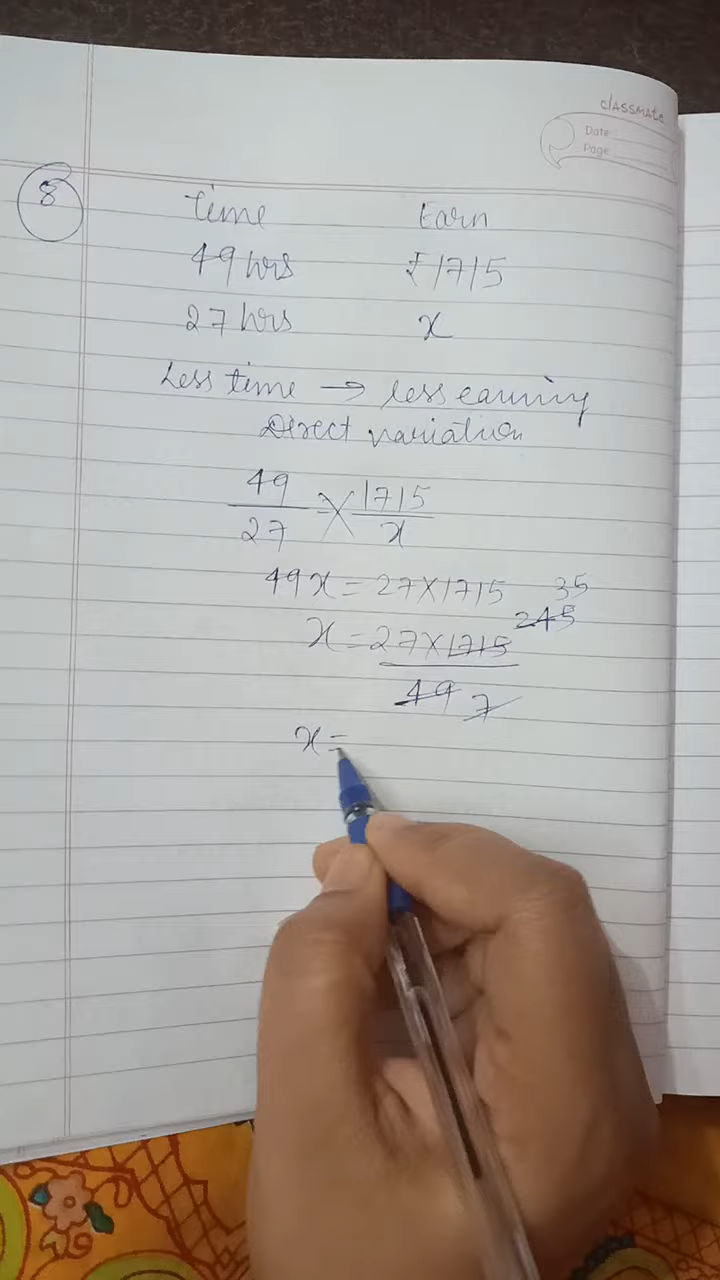 classmate
Date
Page
8
Time Earn
49 hrs ₹1715
27 hrs x
Less time → less earning
Direct variation
49/27 = 1715/x
49x = 27×1715
35
245
x = 27×1715
49 7
x =